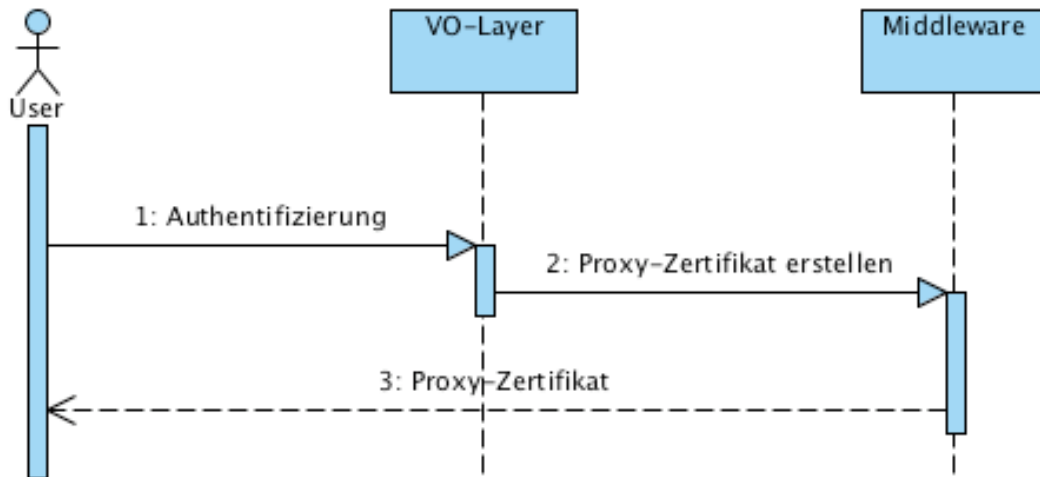 VO-Layer
Middleware
User
1: Authentifizierung
2: Proxy-Zertifikat erstellen
3: Proxy-Zertifikat